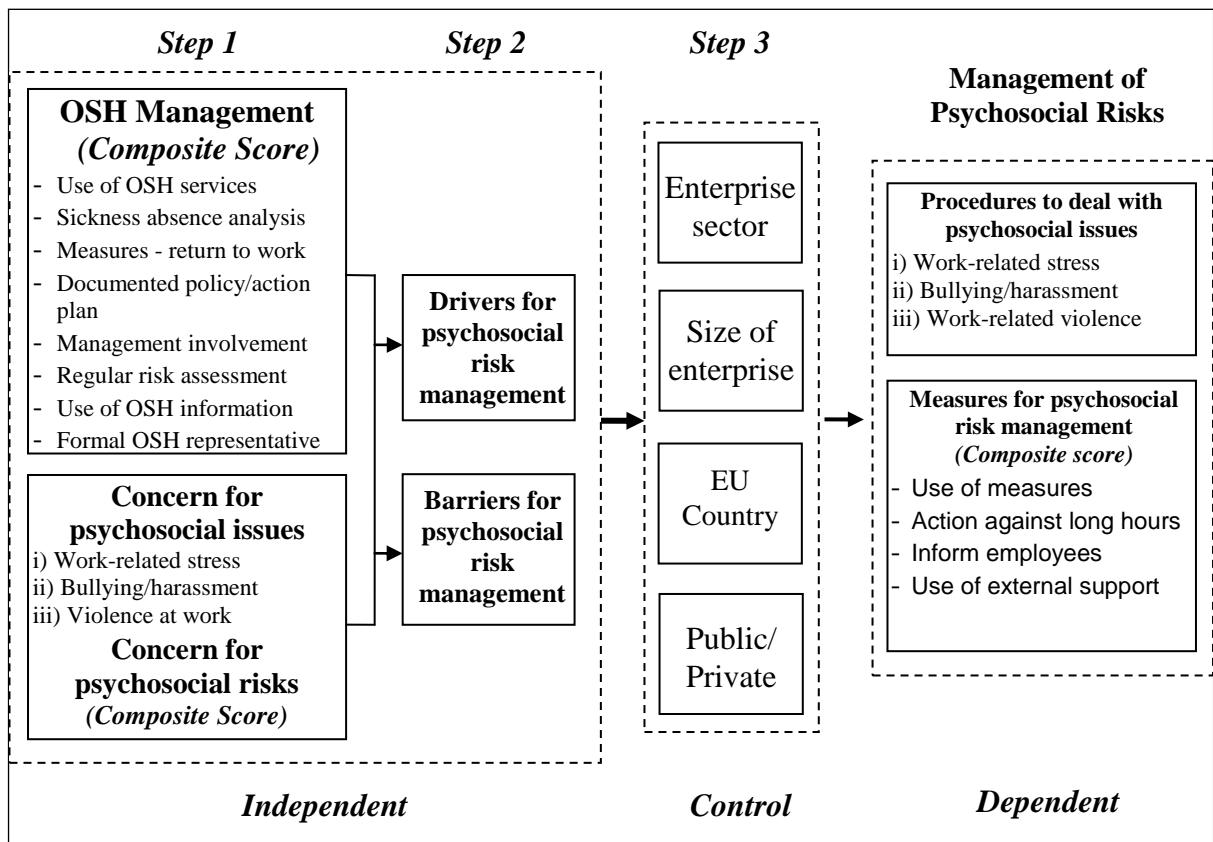 Step 1
Step 2
Step 3
Management of
Psychosocial Risks
OSH Management
(Composite Score)
- Use of OSH services
- Sickness absence analysis
- Measures - return to work
- Documented policy/action
plan
- Management involvement
- Regular risk assessment
- Use of OSH information
- Formal OSH representative
Concern for
psychosocial issues
i) Work-related stress
ii) Bullying/harassment
iii) Violence at work
Concern for
psychosocial risks
(Composite Score)
Drivers for
psychosocial
risk
management
Barriers for
psychosocial
risk
management
Enterprise
sector
Size of
enterprise
EU
Country
Public/
Private
Procedures to deal with
psychosocial issues
i) Work-related stress
ii) Bullying/harassment
iii) Work-related violence
Measures for psychosocial
risk management
(Composite score)
- Use of measures
- Action against long hours
- Inform employees
- Use of external support
Independent
Control
Dependent